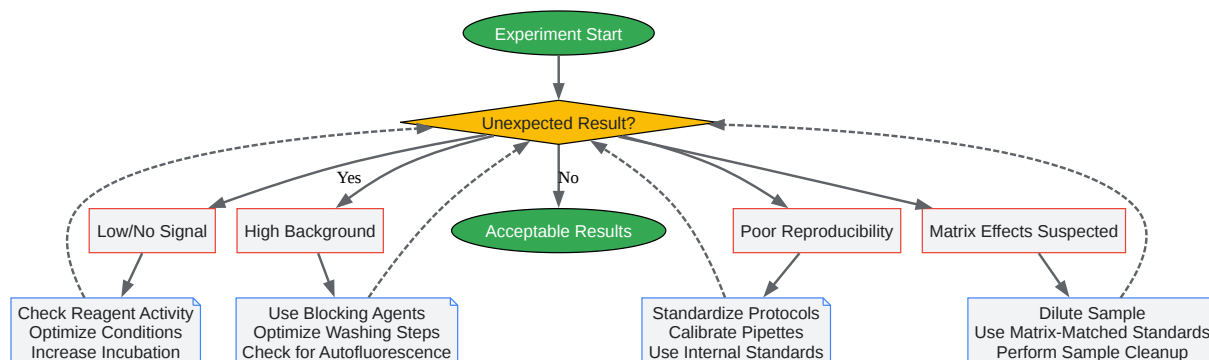 Experiment Start
Unexpected Result?
Yes
No
Low/No Signal
High Background
Acceptable Results
Poor Reproducibility
Matrix Effects Suspected
Check Reagent Activity
Optimize Conditions
Increase Incubation
Use Blocking Agents
Optimize Washing Steps
Check for Autofluorescence
Standardize Protocols
Calibrate Pipettes
Use Internal Standards
Dilute Sample
Use Matrix-Matched Standards
Perform Sample Cleanup